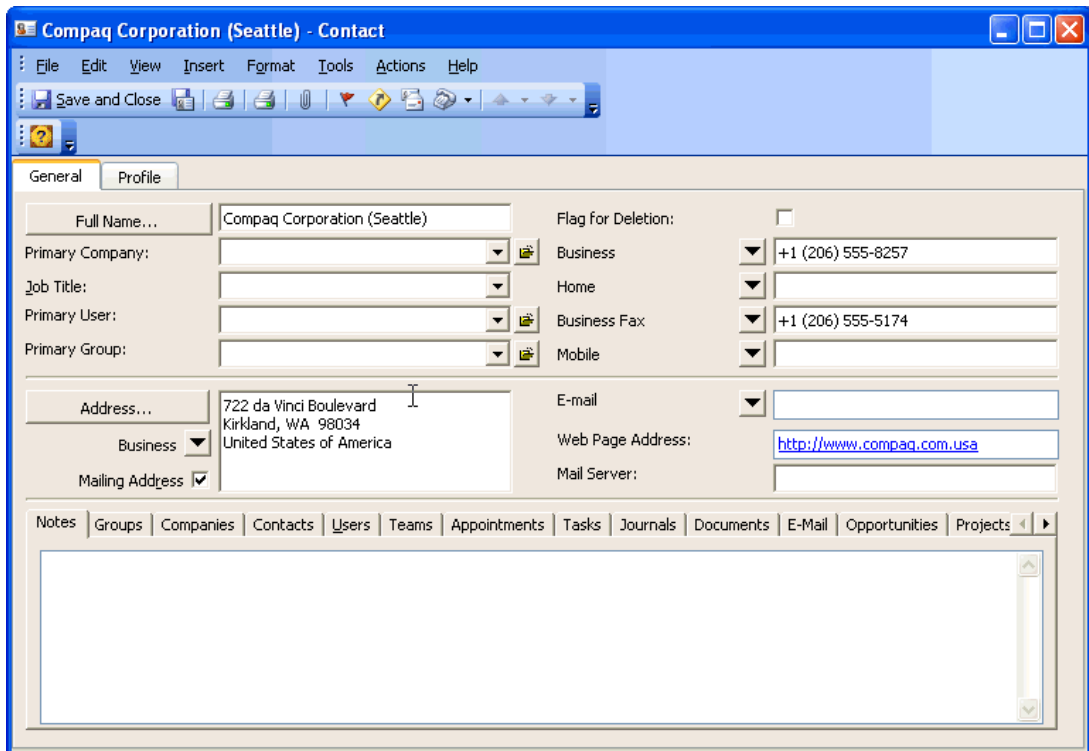 Compaq Corporation (Seattle) - Contact
File Edit View Insert Format Tools Actions Help
Save and Close
General Profile
Full Name... Compaq Corporation (Seattle) Flag for Deletion:
Primary Company: Business +1 (206) 555-8257
Job Title: Home
Primary User: Business Fax +1 (206) 555-5174
Primary Group: Mobile
Address... 722 da Vinci Boulevard E-mail
Kirkland, WA 98034
Business United States of America Web Page Address: http://www.compaq.com.usa
Mailing Address Mail Server:
Notes Groups Companies Contacts Users Teams Appointments Tasks Journals Documents E-Mail Opportunities Projects